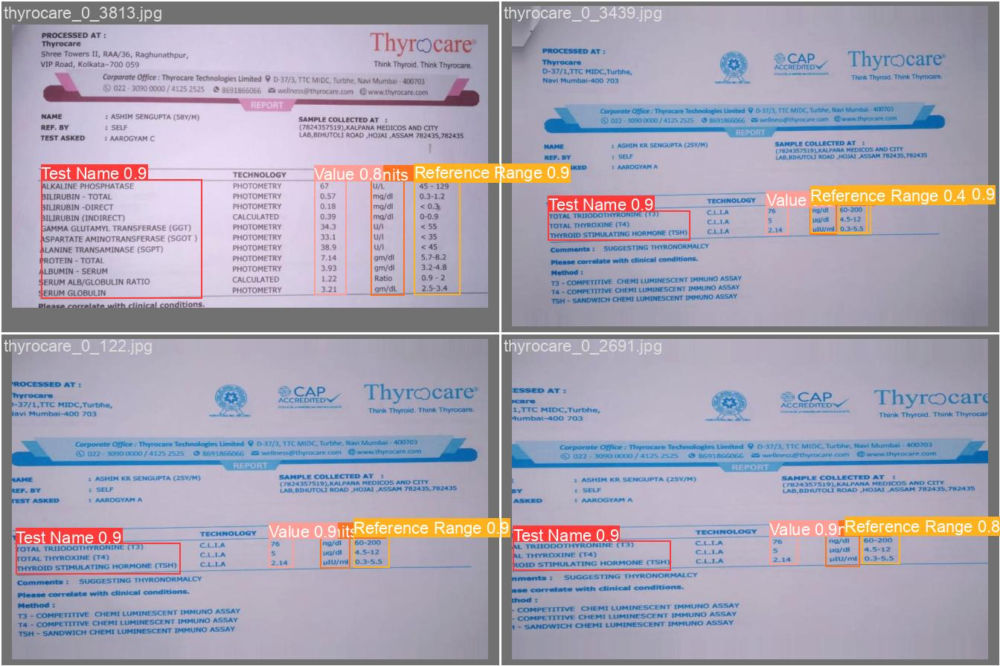 thyrocare_0_3813.jpg
PROCESSED AT :
Thyrocare
Shree Towers II, RAA/36, Raghunathpur,
VIP Road, Kolkata-700 059
Thyrocare®
Think Thyroid. Think Thyrocare.
Corporate Office : Thyrocare Technologies Limited D-37/3, TTC MIDC, Turbhe, Navi Mumbai - 400703
022 - 3090 0000 / 4125 2525 8691866066 wellness@thyrocare.com www.thyrocare.com
REPORT
NAME : ASHIM SENGUPTA (58Y/M)
REF. BY : SELF
TEST ASKED : AAROGYAM C
SAMPLE COLLECTED AT :
(7824357519),KALPANA MEDICOS AND CITY
LAB,BIHUTOLI ROAD ,HOJAI ,ASSAM 782435,782435
Test Name 0.9 TECHNOLOGY Value 0.8 nits Reference Range 0.9
ALKALINE PHOSPHATASE PHOTOMETRY 67 U/L 45 - 129
BILIRUBIN - TOTAL PHOTOMETRY 0.57 mg/dl 0.3-1.2
BILIRUBIN -DIRECT PHOTOMETRY 0.18 mg/dl < 0.3
BILIRUBIN (INDIRECT) CALCULATED 0.39 mg/dl 0-0.9
GAMMA GLUTAMYL TRANSFERASE (GGT) PHOTOMETRY 34.3 U/l < 55
ASPARTATE AMINOTRANSFERASE (SGOT ) PHOTOMETRY 33.1 U/l < 35
ALANINE TRANSAMINASE (SGPT) PHOTOMETRY 38.9 U/l < 45
PROTEIN - TOTAL PHOTOMETRY 7.14 gm/dl 5.7-8.2
ALBUMIN - SERUM PHOTOMETRY 3.93 gm/dl 3.2-4.8
SERUM ALB/GLOBULIN RATIO CALCULATED 1.22 Ratio 0.9 - 2
SERUM GLOBULIN PHOTOMETRY 3.21 gm/dL 2.5-3.4
Please correlate with clinical conditions.
thyrocare_0_3439.jpg
PROCESSED AT :
Thyrocare
D-37/1,TTC MIDC,Turbhe,
Navi Mumbai-400 703
CAP
ACCREDITED
COLLEGE of AMERICAN PATHOLOGISTS
Thyrocare®
Think Thyroid. Think Thyrocare.
Corporate Office : Thyrocare Technologies Limited D-37/3, TTC MIDC, Turbhe, Navi Mumbai - 400703
022 - 3090 0000 / 4125 2525 8691866066 wellness@thyrocare.com www.thyrocare.com
REPORT
NAME : ASHIM KR SENGUPTA (25Y/M)
REF. BY : SELF
KED : AAROGYAM A
SAMPLE COLLECTED AT :
(7824357519),KALPANA MEDICOS AND CITY
LAB,BIHUTOLI ROAD ,HOJAI ,ASSAM 782435,782435
Test Name 0.9 TECHNOLOGY Value Reference Range 0.4 0.9
TOTAL TRIIODOTHYRONINE (T3) C.L.I.A 76 ng/dl 60-200
TOTAL THYROXINE (T4) C.L.I.A 5 µg/dl 4.5-12
THYROID STIMULATING HORMONE (TSH) C.L.I.A 2.14 µIU/ml 0.3-5.5
Comments : SUGGESTING THYRONORMALCY
Please correlate with clinical conditions.
Method :
T3 - COMPETITIVE CHEMI LUMINESCENT IMMUNO ASSAY
T4 - COMPETITIVE CHEMI LUMINESCENT IMMUNO ASSAY
TSH - SANDWICH CHEMI LUMINESCENT IMMUNO ASSAY
thyrocare_0_122.jpg
ROCESSED AT :
hyrocare
D-37/1,TTC MIDC,Turbhe,
Navi Mumbai-400 703
CAP
ACCREDITED
COLLEGE of AMERICAN PATHOLOGISTS
Thyrocare®
Think Thyroid. Think Thyrocare.
Corporate Office : Thyrocare Technologies Limited D-37/3, TTC MIDC, Turbhe, Navi Mumbai - 400703
022 - 3090 0000 / 4125 2525 8691866066 wellness@thyrocare.com www.thyrocare.com
REPORT
NAME : ASHIM KR SENGUPTA (25Y/M)
REF. BY : SELF
TEST ASKED : AAROGYAM A
SAMPLE COLLECTED AT :
(7824357519),KALPANA MEDICOS AND CITY
LAB,BIHUTOLI ROAD ,HOJAI ,ASSAM 782435,782435
Test Name 0.9 TECHNOLOGY Value 0.9 its Reference Range 0.9
TOTAL TRIIODOTHYRONINE (T3) C.L.I.A 76 ng/dl 60-200
TOTAL THYROXINE (T4) C.L.I.A 5 µg/dl 4.5-12
THYROID STIMULATING HORMONE (TSH) C.L.I.A 2.14 µIU/ml 0.3-5.5
Comments : SUGGESTING THYRONORMALCY
Please correlate with clinical conditions.
Method :
T3 - COMPETITIVE CHEMI LUMINESCENT IMMUNO ASSAY
T4 - COMPETITIVE CHEMI LUMINESCENT IMMUNO ASSAY
TSH - SANDWICH CHEMI LUMINESCENT IMMUNO ASSAY
thyrocare_0_2691.jpg
ESSED AT :
care
1,TTC MIDC,Turbhe,
Mumbai-400 703
CAP
ACCREDITED
COLLEGE of AMERICAN PATHOLOGISTS
Thyrocare
Think Thyroid. Think Thyrocare.
Corporate Office : Thyrocare Technologies Limited D-37/3, TTC MIDC, Turbhe, Navi Mumbai - 400703
022 - 3090 0000 / 4125 2525 8691866066 wellness@thyrocare.com www.thyrocare.com
REPORT
: ASHIM KR SENGUPTA (25Y/M)
BY : SELF
ASKED : AAROGYAM A
SAMPLE COLLECTED AT :
(7824357519),KALPANA MEDICOS AND CITY
LAB,BIHUTOLI ROAD ,HOJAI ,ASSAM 782435,782435
Test Name 0.9 TECHNOLOGY Value 0.9 Reference Range 0.8
AL TRIIODOTHYRONINE (T3) C.L.I.A 76 ng/dl 60-200
AL THYROXINE (T4) C.L.I.A 5 µg/dl 4.5-12
ROID STIMULATING HORMONE (TSH) C.L.I.A 2.14 µIU/ml 0.3-5.5
mments : SUGGESTING THYRONORMALCY
ase correlate with clinical conditions.
thod :
- COMPETITIVE CHEMI LUMINESCENT IMMUNO ASSAY
- COMPETITIVE CHEMI LUMINESCENT IMMUNO ASSAY
- SANDWICH CHEMI LUMINESCENT IMMUNO ASSAY